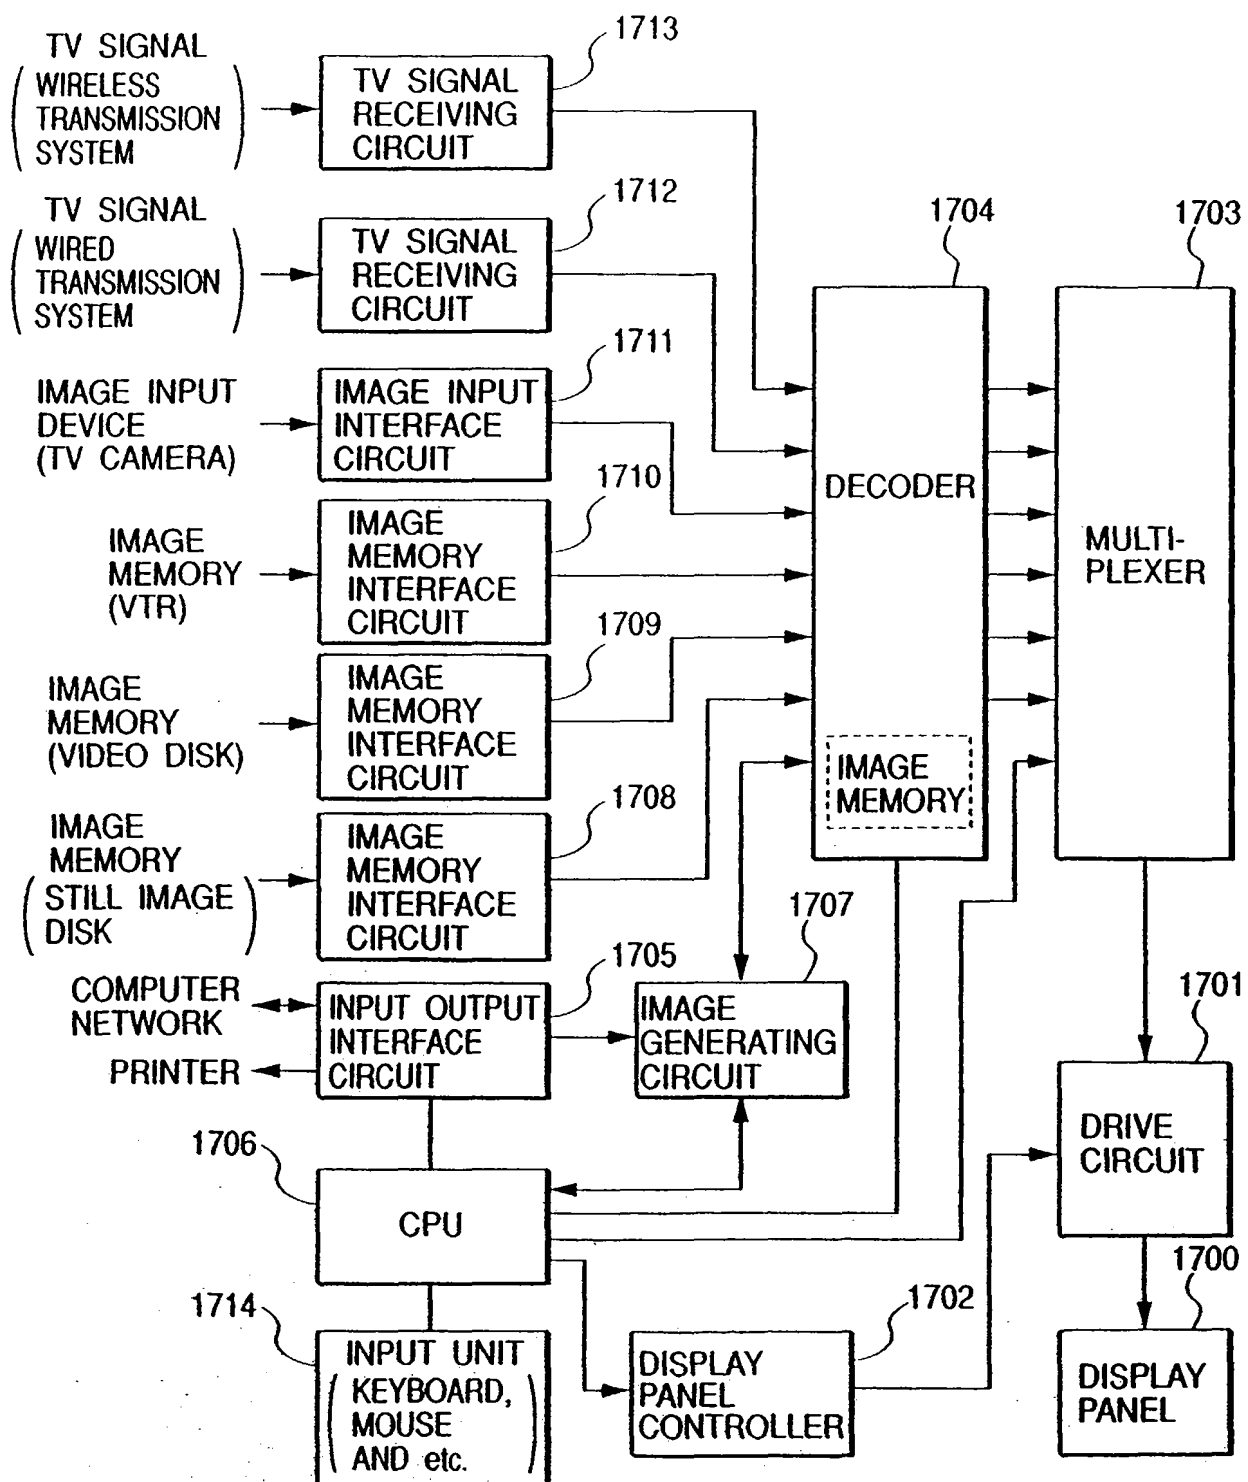 TV SIGNAL
WIRELESS
TRANSMISSION
SYSTEM
1713
TV SIGNAL
RECEIVING
CIRCUIT
TV SIGNAL
WIRED
TRANSMISSION
SYSTEM
1712
TV SIGNAL
RECEIVING
CIRCUIT
1704
1703
IMAGE INPUT
DEVICE
(TV CAMERA)
1711
IMAGE INPUT
INTERFACE
CIRCUIT
DECODER
MULTI-
PLEXER
IMAGE
MEMORY
(VTR)
1710
IMAGE
MEMORY
INTERFACE
CIRCUIT
IMAGE
MEMORY
(VIDEO DISK)
1709
IMAGE
MEMORY
INTERFACE
CIRCUIT
IMAGE
MEMORY
IMAGE
MEMORY
STILL IMAGE
DISK
1708
IMAGE
MEMORY
INTERFACE
CIRCUIT
COMPUTER
NETWORK
PRINTER
1705
INPUT OUTPUT
INTERFACE
CIRCUIT
1707
IMAGE
GENERATING
CIRCUIT
1701
DRIVE
CIRCUIT
1706
CPU
1700
DISPLAY
PANEL
1714
INPUT UNIT
(KEYBOARD,
MOUSE
AND etc.)
1702
DISPLAY
PANEL
CONTROLLER